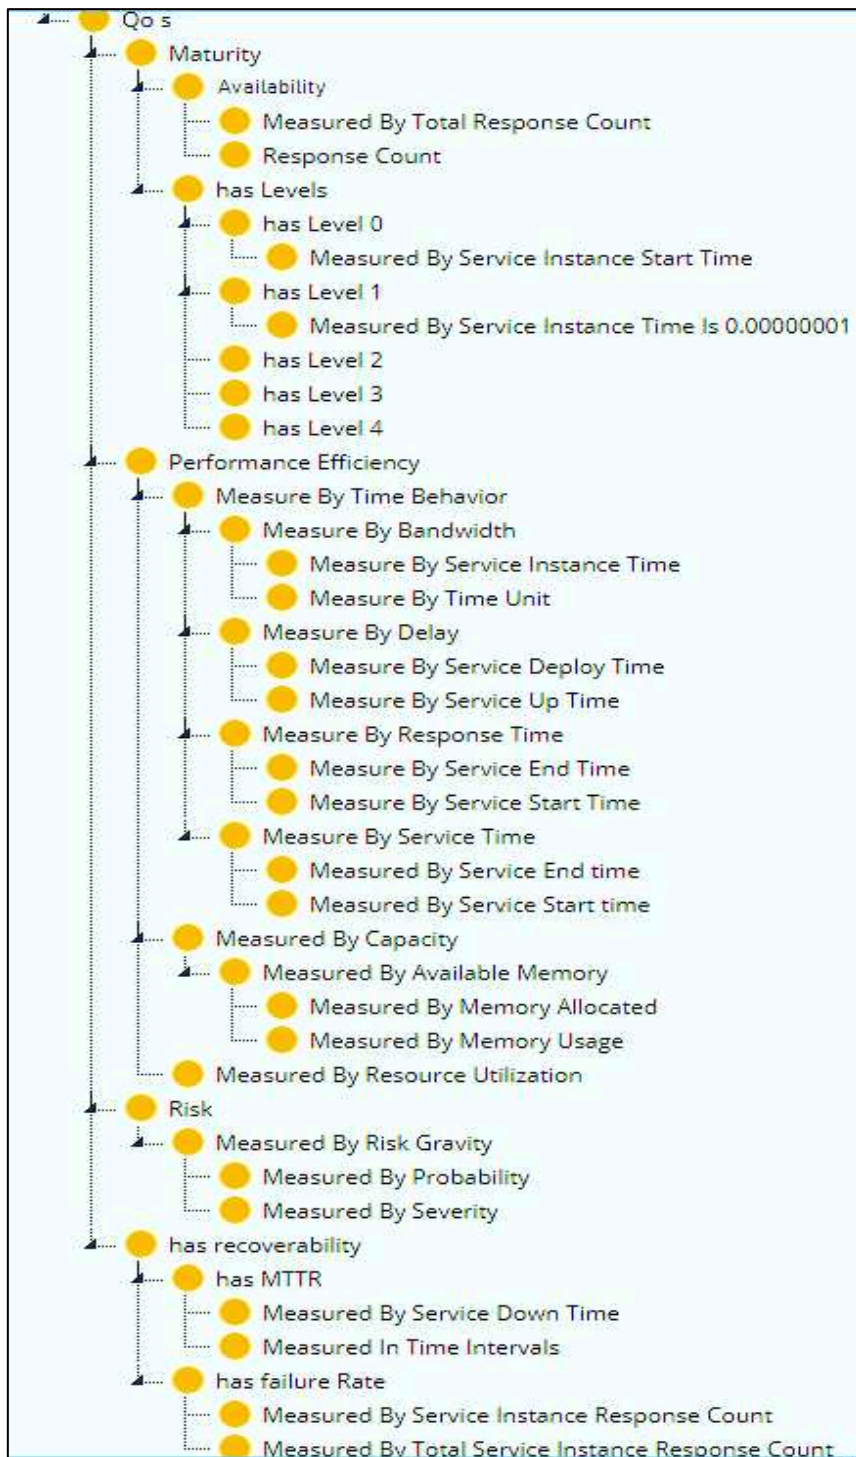 Qo s
Maturity
Availability
Measured By Total Response Count
Response Count
has Levels
has Level 0
Measured By Service Instance Start Time
has Level 1
Measured By Service Instance Time Is 0.00000001
has Level 2
has Level 3
has Level 4
Performance Efficiency
Measure By Time Behavior
Measure By Bandwidth
Measure By Service Instance Time
Measure By Time Unit
Measure By Delay
Measure By Service Deploy Time
Measure By Service Up Time
Measure By Response Time
Measure By Service End Time
Measure By Service Start Time
Measure By Service Time
Measured By Service End time
Measured By Service Start time
Measured By Capacity
Measured By Available Memory
Measured By Memory Allocated
Measured By Memory Usage
Measured By Resource Utilization
Risk
Measured By Risk Gravity
Measured By Probability
Measured By Severity
has recoverability
has MTTR
Measured By Service Down Time
Measured In Time Intervals
has failure Rate
Measured By Service Instance Response Count
Measured By Total Service Instance Response Count